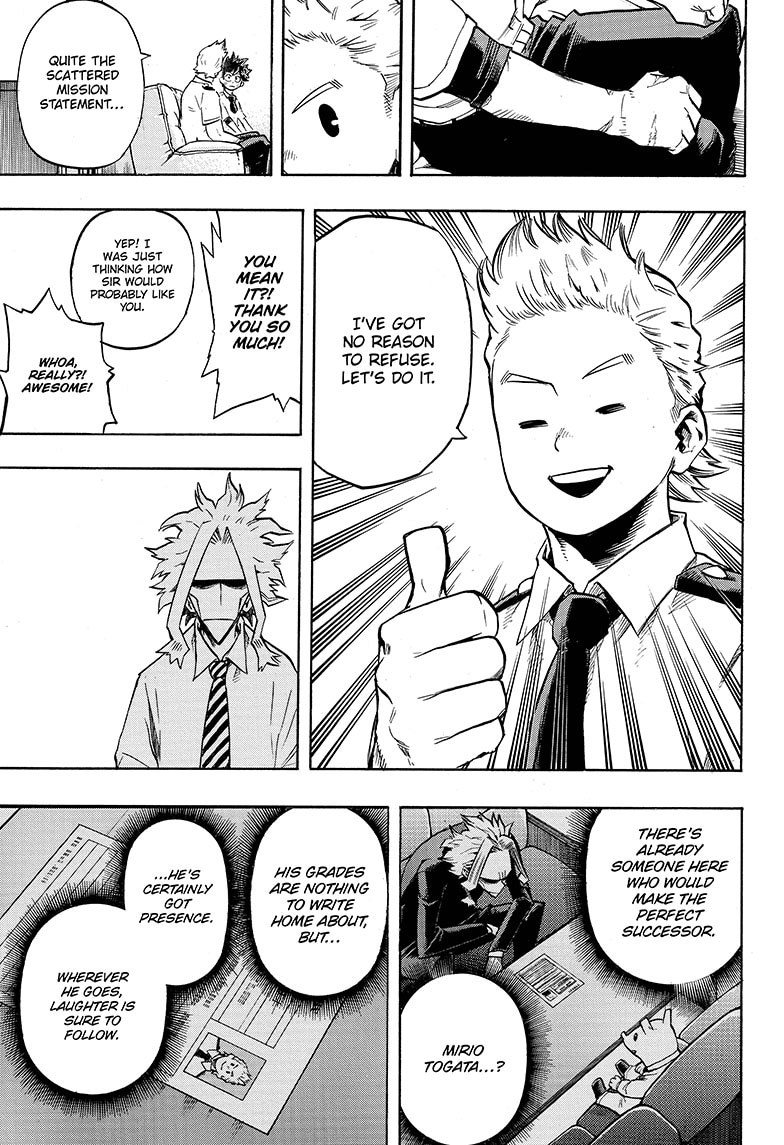 QUITE THE
SCATTERED
MISSION
STATEMENT...
I'VE GOT
NO REASON
TO REFUSE.
LET'S DO IT.
YOU
MEAN
IT?!
THANK
YOU SO
MUCH!
YEP! I
WAS JUST
THINKING HOW
SIR WOULD
PROBABLY LIKE
YOU.
WHOA,
REALLY?!
AWESOME!
THERE'S
ALREADY
SOMEONE HERE
WHO WOULD
MAKE THE
PERFECT
SUCCESSOR.
MIRIO
TOGATA...?
HIS GRADES
ARE NOTHING
TO WRITE
HOME ABOUT,
BUT...
...HE'S
CERTAINLY
GOT
PRESENCE.
WHEREVER
HE GOES,
LAUGHTER IS
SURE TO
FOLLOW.